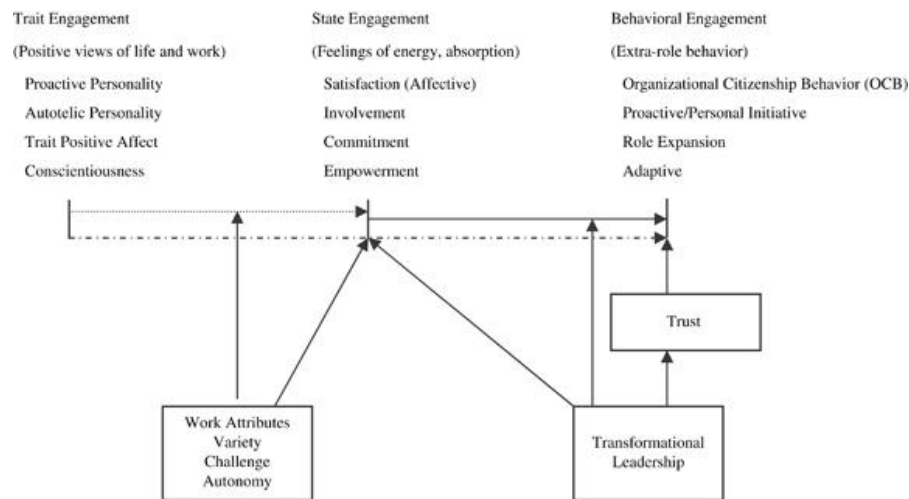 Trait Engagement
(Positive views of life and work)
Proactive Personality
Autotelic Personality
Trait Positive Affect
Conscientiousness
State Engagement
(Feelings of energy, absorption)
Satisfaction (Affective)
Involvement
Commitment
Empowerment
Behavioral Engagement
(Extra-role behavior)
Organizational Citizenship Behavior (OCB)
Proactive/Personal Initiative
Role Expansion
Adaptive
Trust
Work Attributes
Variety
Challenge
Autonomy
Transformational
Leadership